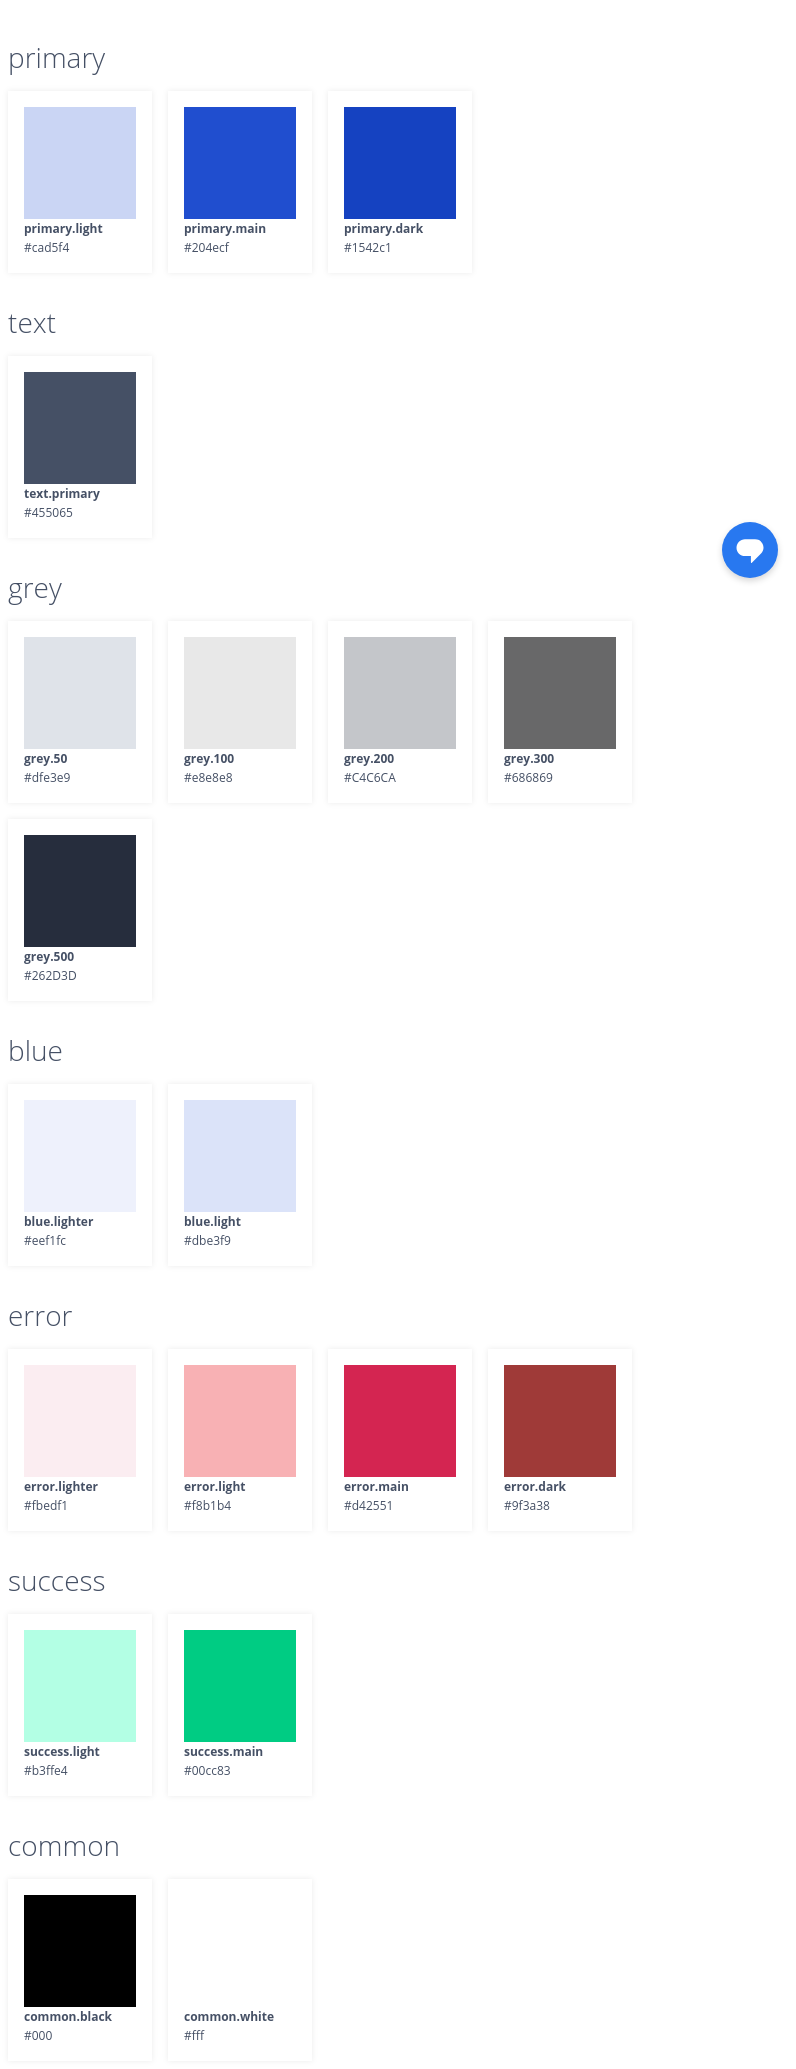 primary
primary.light
#cad5f4
primary.main
#204ecf
primary.dark
#1542c1
text
text.primary
#455065
grey
grey.50
#dfe3e9
grey.100
#e8e8e8
grey.200
#C4C6CA
grey.300
#686869
grey.500
#262D3D
blue
blue.lighter
#eef1fc
blue.light
#dbe3f9
error
error.lighter
#fbedf1
error.light
#f8b1b4
error.main
#d42551
error.dark
#9f3a38
success
success.light
#b3ffe4
success.main
#00cc83
common
common.black
#000
common.white
#fff